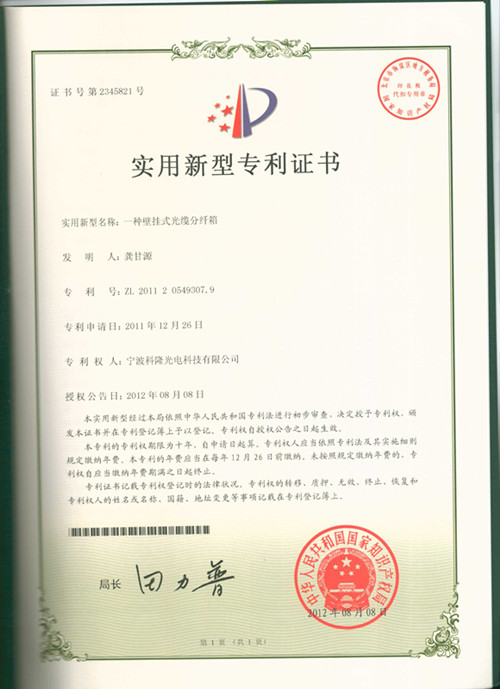 证书号第2345821号
印花税
代扣专用章
实用新型专利证书
实用新型名称：一种壁挂式光缆分纤箱
发 明 人：龚甘源
专 利 号：ZL 2011 2 0549307.9
专利申请日：2011年12月26日
专 利 权 人：宁波科隆光电科技有限公司
授权公告日：2012年08月08日
本实用新型经过本局依照中华人民共和国专利法进行初步审查，决定授予专利权，颁
发本证书并在专利登记簿上予以登记。专利权自授权公告之日起生效。
本专利的专利权期限为十年，自申请日起算。专利权人应当依照专利法及其实施细则
规定缴纳年费。本专利的年费应当在每年12月26日前缴纳。未按照规定缴纳年费的，专
利权自应当缴纳年费期满之日起终止。
专利证书记载专利权登记时的法律状况。专利权的转移、质押、无效、终止、恢复和
专利权人的姓名或名称、国籍、地址变更等事项记载在专利登记簿上。
局长 田力普
中华人民共和国国家知识产权局
2012年08月08日
第1页（共1页）